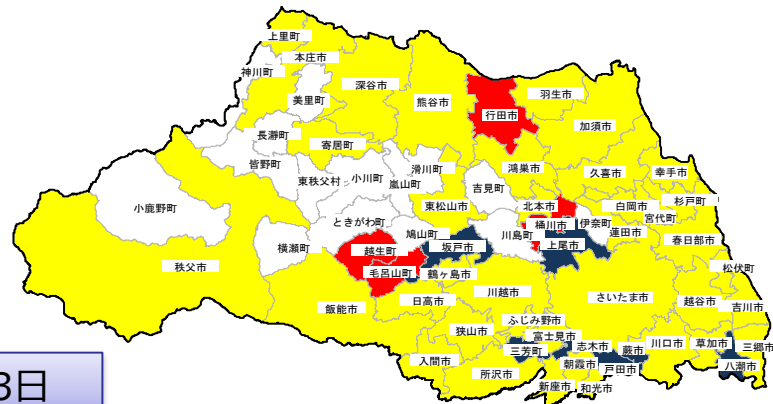 上里町
本庄市
神川町
美里町
深谷市
熊谷市
羽生市
行田市
加須市
長瀞町
寄居町
皆野町
東秩父村
小川町
滑川町
嵐山町
吉見町
鴻巣市
久喜市
幸手市
小鹿野町
ときがわ町
東松山市
北本市
白岡市
杉戸町
宮代町
横瀬町
鳩山町
川島町
桶川市
伊奈町
蓮田市
春日部市
秩父市
越生町
坂戸市
上尾市
毛呂山町
鶴ヶ島市
松伏町
飯能市
日高市
川越市
さいたま市
越谷市
吉川市
狭山市
ふじみ野市
富士見市
入間市
三芳町
志木市
蕨市
川口市
草加市
三郷市
所沢市
朝霞市
戸田市
八潮市
新座市
和光市
3日